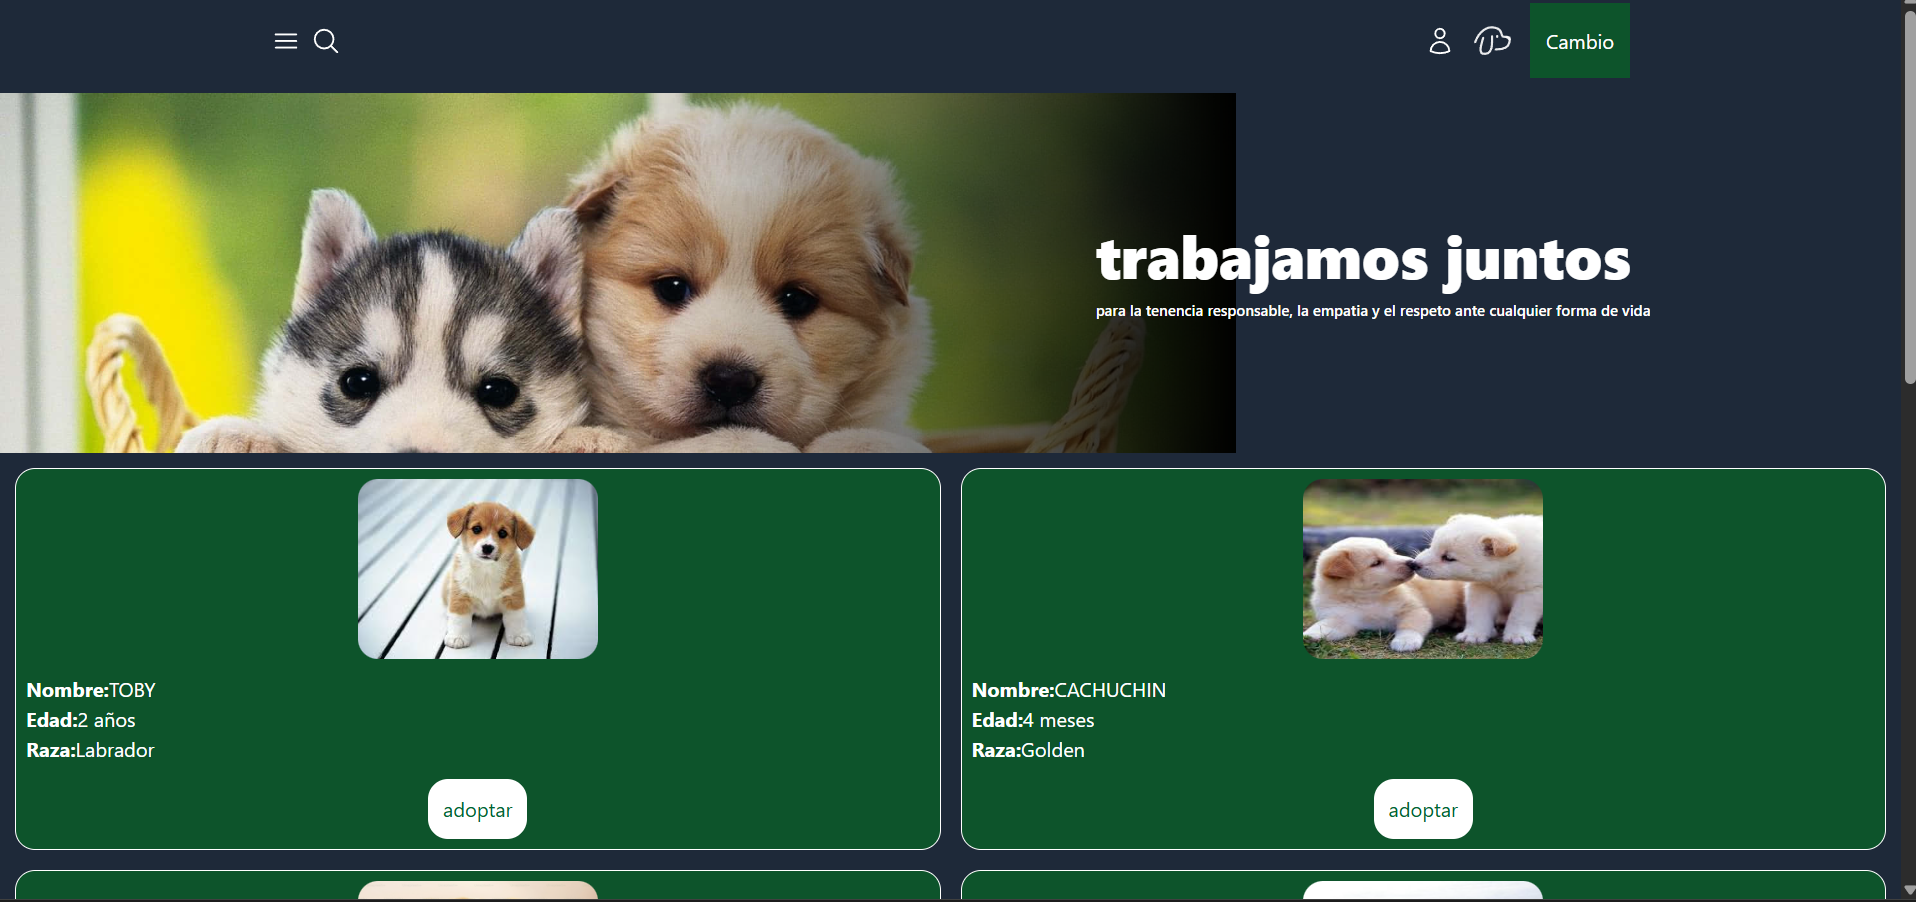 Cambio
trabajamos juntos
para la tenencia responsable, la empatia y el respeto ante cualquier forma de vida
Nombre:TOBY
Edad:2 años
Raza:Labrador
adoptar
Nombre:CACHUCHIN
Edad:4 meses
Raza:Golden
adoptar